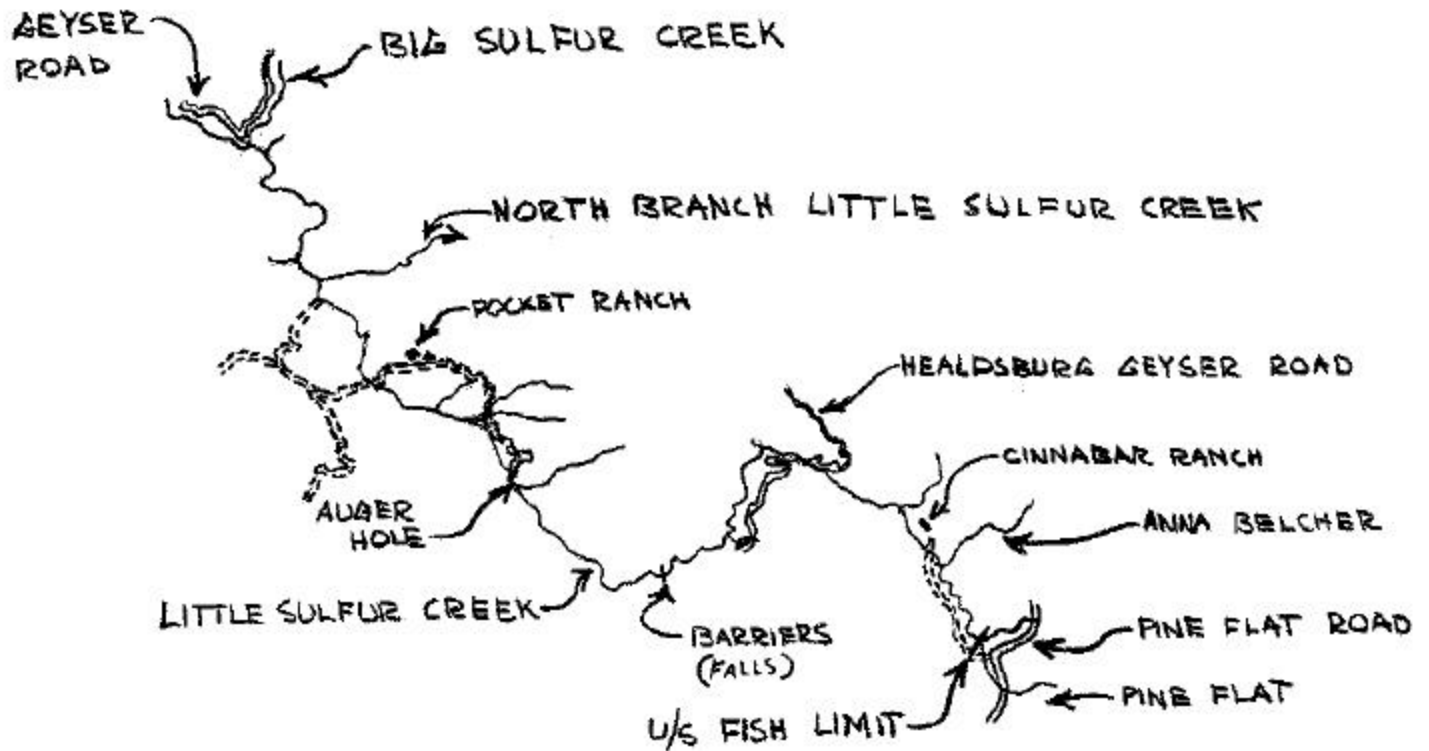 GEYSER
ROAD
BIG SULFUR CREEK
NORTH BRANCH LITTLE SULFUR CREEK
POCKET RANCH
HEALDSBURG GEYSER ROAD
CINNABAR RANCH
AUGER
HOLE
ANNA BELCHER
LITTLE SULFUR CREEK
BARRIERS
(FALLS)
PINE FLAT ROAD
PINE FLAT
U/S FISH LIMIT